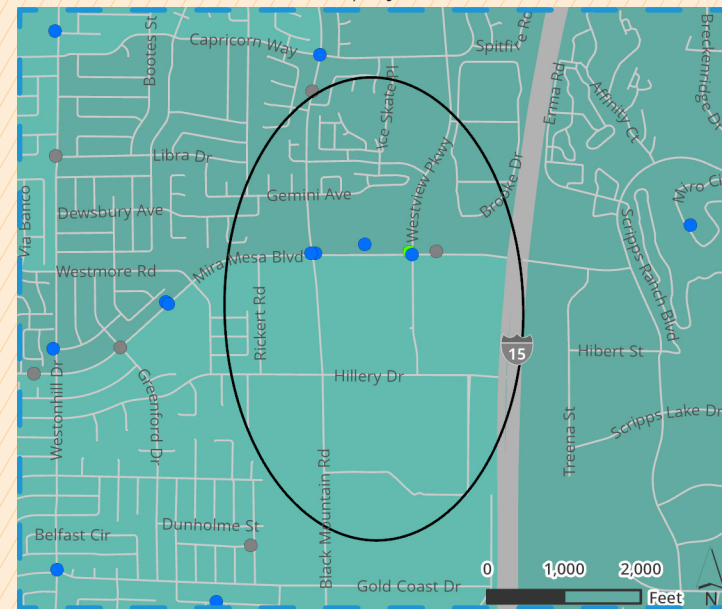 Bootes St
Capricorn Way
Spitfire Rd
Breckenridge Dr
Erma Rd
Affinity Ct
Ice Skate Pl
Libra Dr
Westview Pkwy
Gemini Ave
Brooke Dr
Miro Ci
Dewsbury Ave
Via Banco
Scripps Ranch Blvd
Mira Mesa Blvd
Westmore Rd
Rickert Rd
15
Hibert St
Hillery Dr
Westonhill Dr
Greenford Dr
Scripps Lake Dr
Treena St
Black Mountain Rd
Dunholme St
Belfast Cir
Gold Coast Dr
0 1,000 2,000
Feet
N